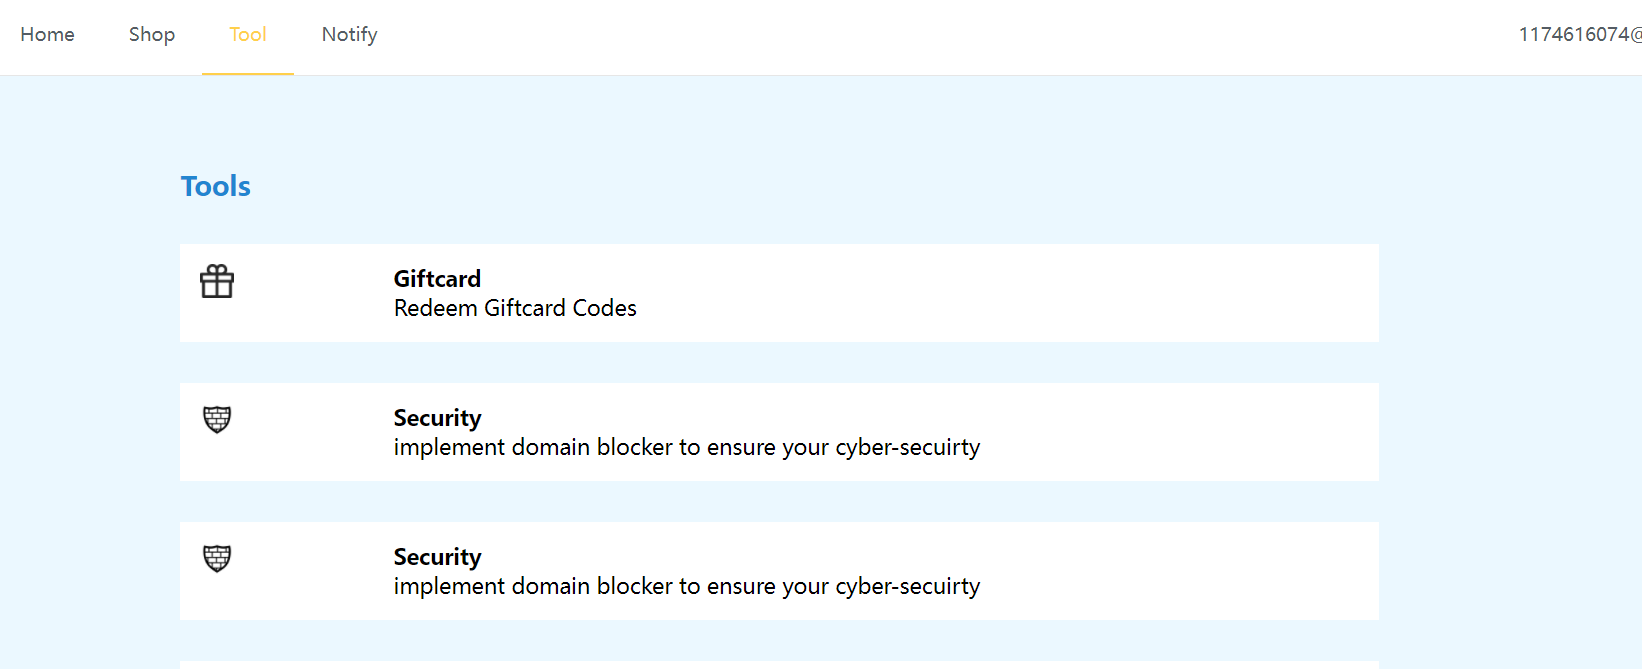 Home Shop Tool Notify 1174616074@
Tools
Giftcard
Redeem Giftcard Codes
Security
implement domain blocker to ensure your cyber-secuirty
Security
implement domain blocker to ensure your cyber-secuirty